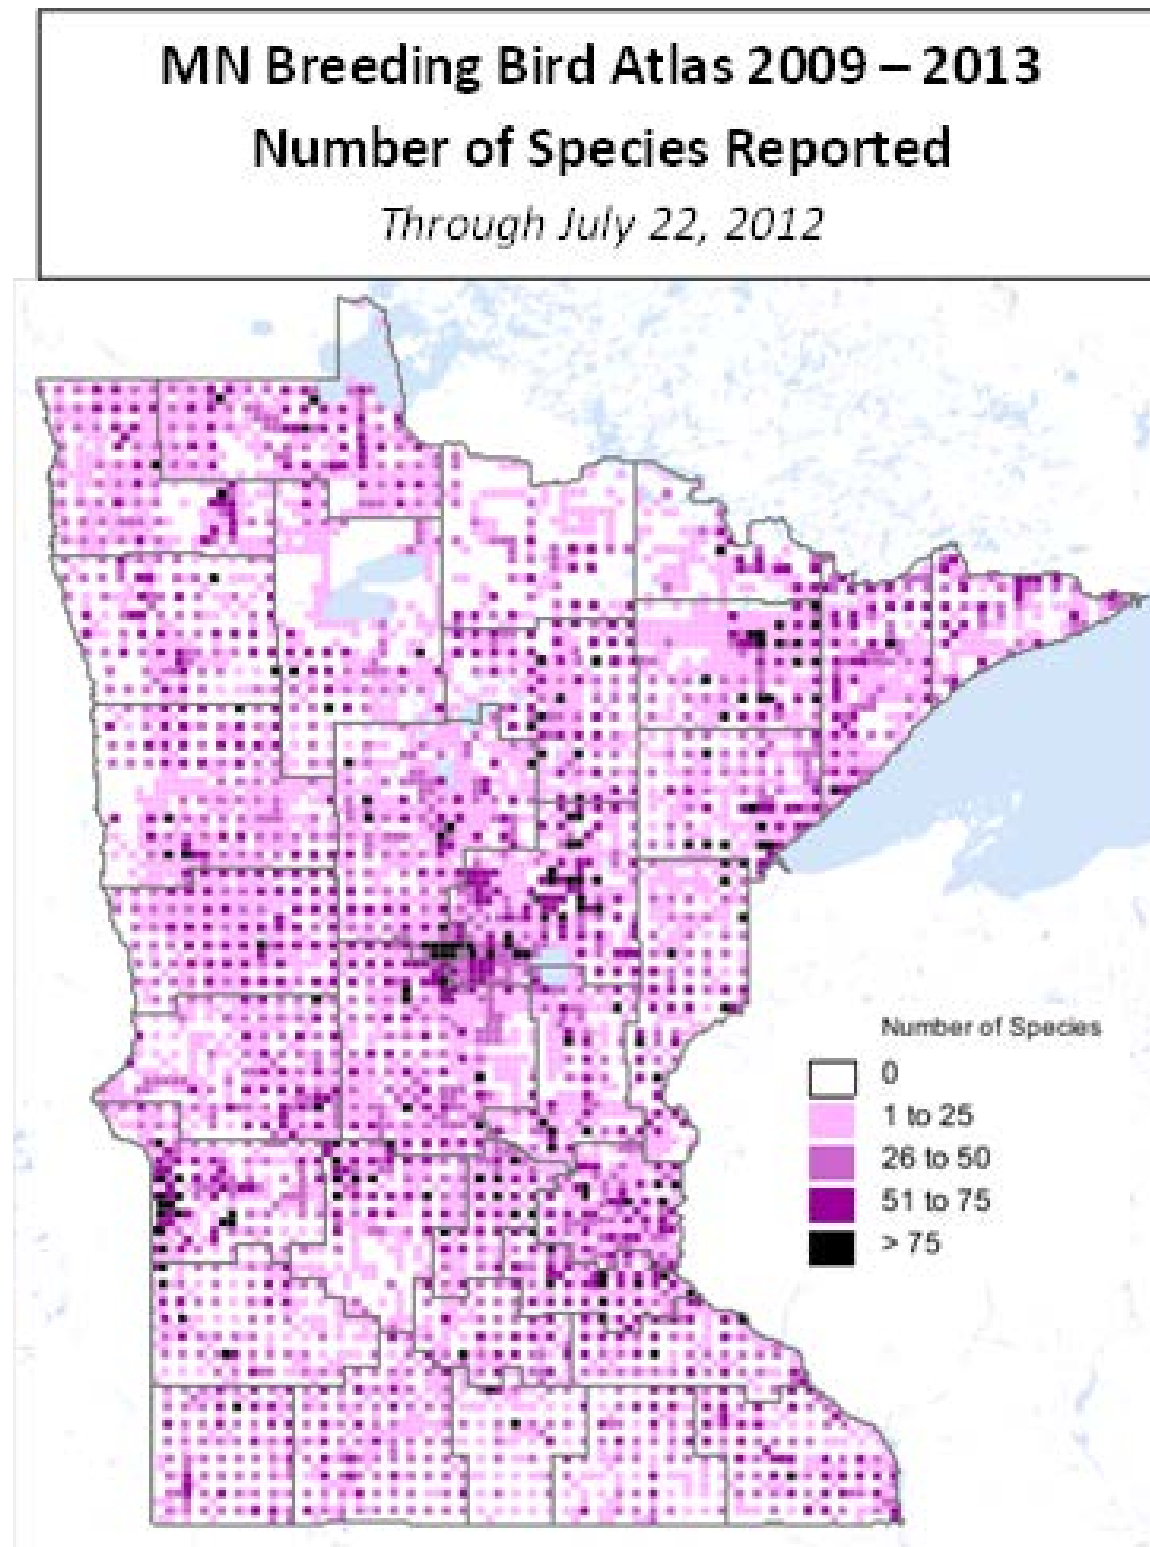 MN Breeding Bird Atlas 2009 – 2013
Number of Species Reported
Through July 22, 2012
Number of Species
0
1 to 25
26 to 50
51 to 75
> 75